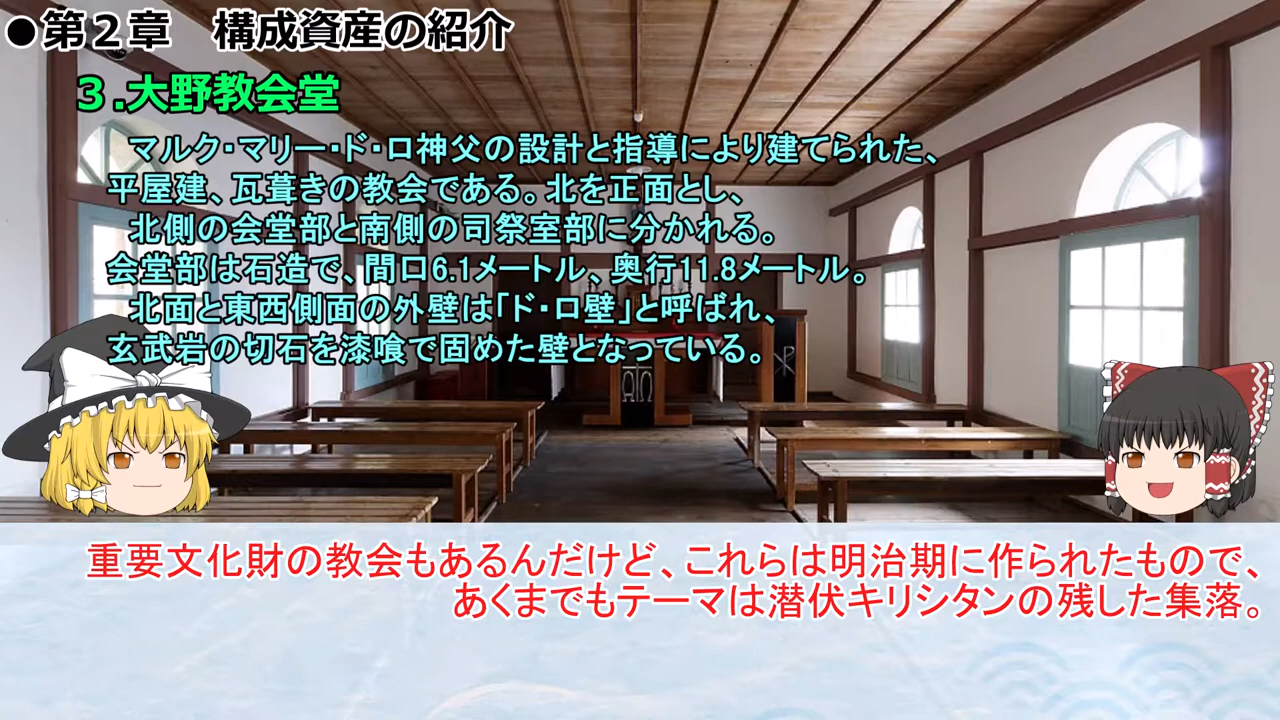 ●第２章　構成資産の紹介
３.大野教会堂
マルク・マリー・ド・ロ神父の設計と指導により建てられた、
平屋建、瓦葺きの教会である。北を正面とし、
北側の会堂部と南側の司祭室部に分かれる。
会堂部は石造で、間口6.1メートル、奥行11.8メートル。
北面と東西側面の外壁は「ド・ロ壁」と呼ばれ、
玄武岩の切石を漆喰で固めた壁となっている。
重要文化財の教会もあるんだけど、これらは明治期に作られたもので、
あくまでもテーマは潜伏キリシタンの残した集落。